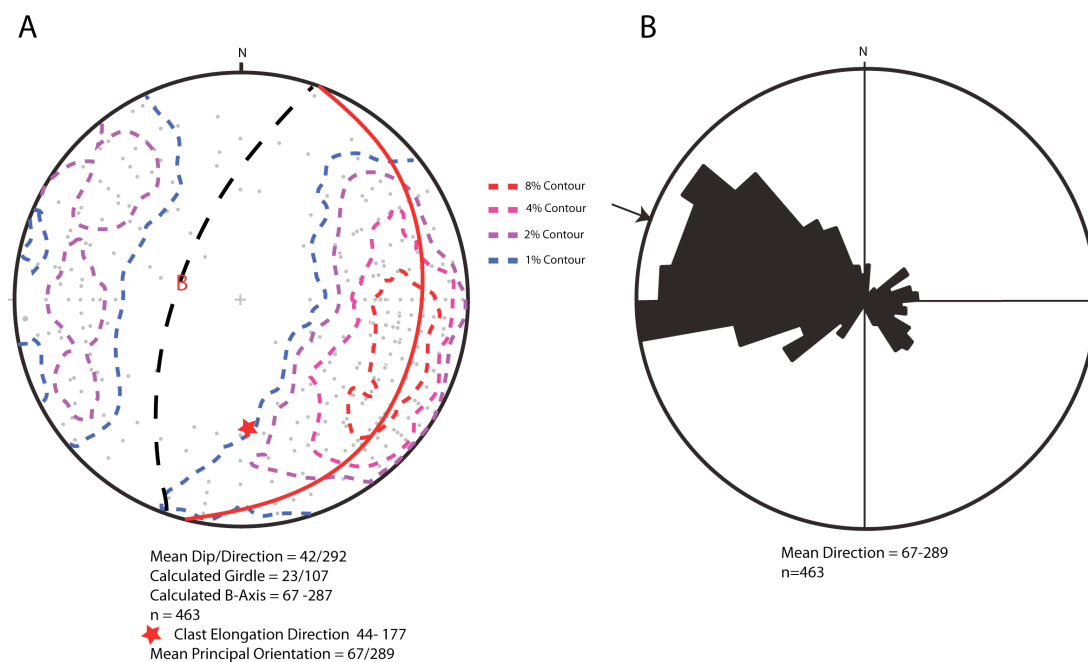 A
B
N
N
B
8% Contour
4% Contour
2% Contour
1% Contour
Mean Dip/Direction = 42/292
Calculated Girdle = 23/107
Calculated B-Axis = 67 -287
n = 463
Clast Elongation Direction 44- 177
Mean Principal Orientation = 67/289
Mean Direction = 67-289
n=463